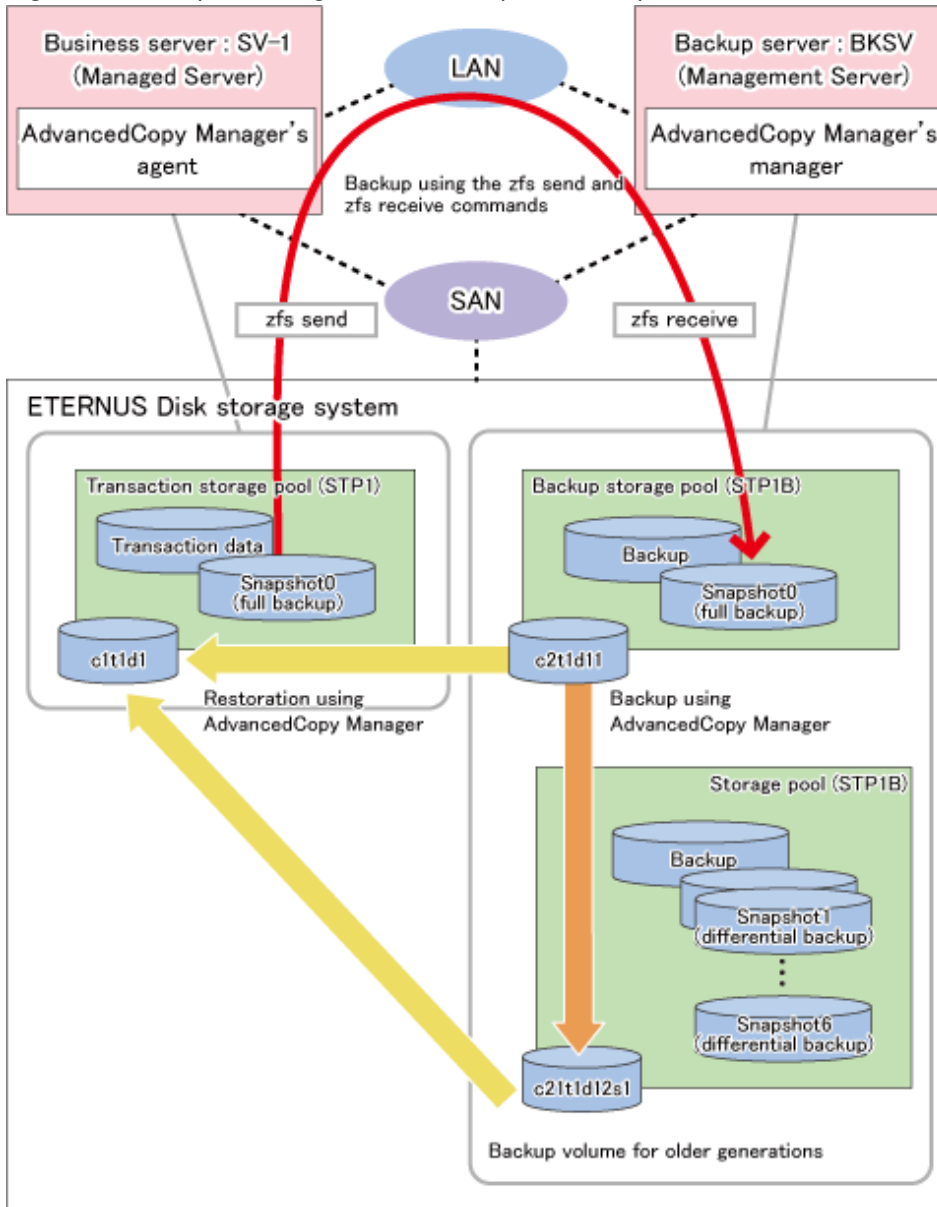 Business server : SV-1
(Managed Server)
AdvancedCopy Manager's
agent
LAN
Backup server : BKSV
(Management Server)
AdvancedCopy Manager's
manager
Backup using the zfs send and
zfs receive commands
SAN
zfs send
zfs receive
ETERNUS Disk storage system
Transaction storage pool (STP1)
Transaction data
Snapshot0
(full backup)
c1t1d1
Backup storage pool (STP1B)
Backup
Snapshot0
(full backup)
c2t1d11
Restoration using
AdvancedCopy Manager
Backup using
AdvancedCopy Manager
Storage pool (STP1B)
Backup
Snapshot1
(differential backup)
Snapshot6
(differential backup)
c21t1d12s1
Backup volume for older generations